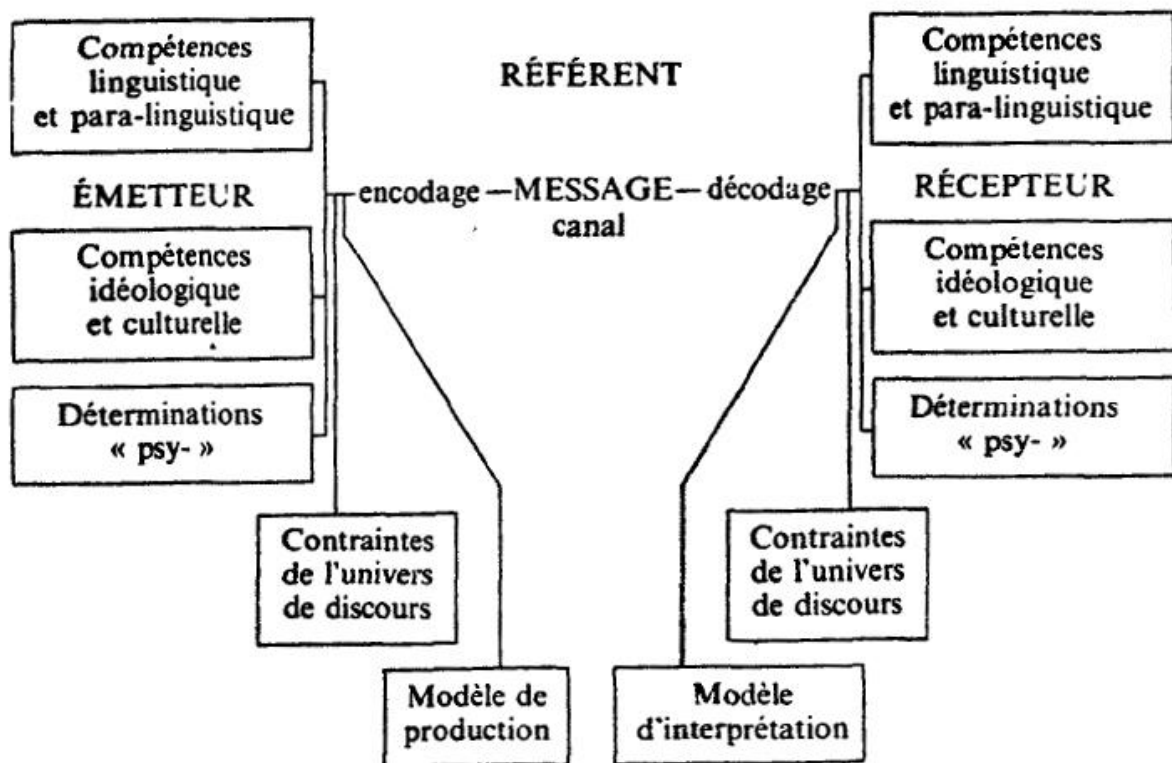 Compétences
linguistique
et para-linguistique
RÉFÉRENT
Compétences
linguistique
et para-linguistique
ÉMETTEUR
encodage — MESSAGE — décodage
canal
RÉCEPTEUR
Compétences
idéologique
et culturelle
Compétences
idéologique
et culturelle
Déterminations
« psy- »
Déterminations
« psy- »
Contraintes
de l'univers
de discours
Contraintes
de l'univers
de discours
Modèle de
production
Modèle
d'interprétation